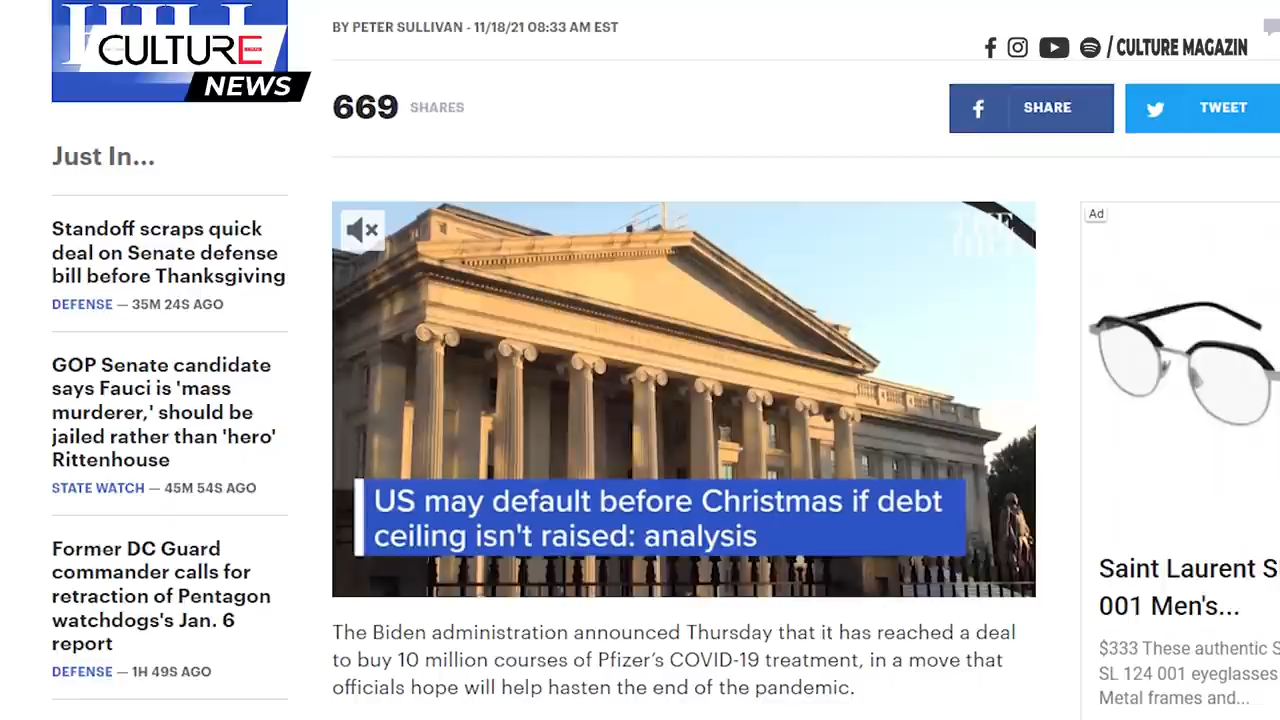 CULTURE
NEWS
BY PETER SULLIVAN - 11/18/21 08:33 AM EST
/ CULTURE MAGAZIN
669 SHARES
SHARE
TWEET
Just In...
Standoff scraps quick
deal on Senate defense
bill before Thanksgiving
DEFENSE — 35M 24S AGO
GOP Senate candidate
says Fauci is 'mass
murderer,' should be
jailed rather than 'hero'
Rittenhouse
STATE WATCH — 45M 54S AGO
Former DC Guard
commander calls for
retraction of Pentagon
watchdogs's Jan. 6
report
DEFENSE — 1H 49S AGO
THE
HILL
US may default before Christmas if debt
ceiling isn't raised: analysis
The Biden administration announced Thursday that it has reached a deal
to buy 10 million courses of Pfizer's COVID-19 treatment, in a move that
officials hope will help hasten the end of the pandemic.
Ad
Saint Laurent S
001 Men's...
$333 These authentic S
SL 124 001 eyeglasses
Metal frames and...